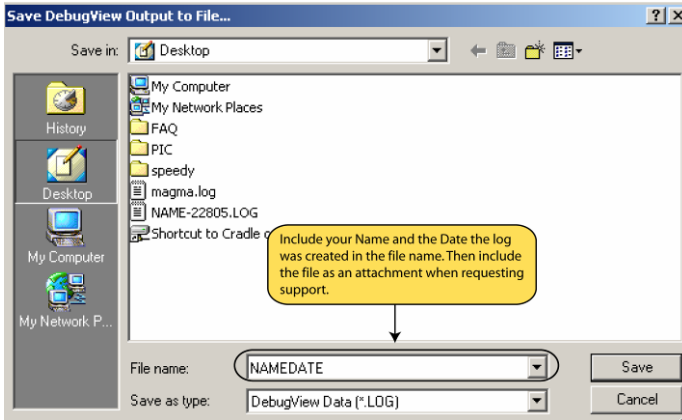 Save DebugView Output to File...
Save in:
Desktop
History
Desktop
My Computer
My Network P...
My Computer
My Network Places
FAQ
PIC
speedy
magma.log
NAME-22805.LOG
Shortcut to Cradle
Include your Name and the Date the log
was created in the file name. Then include
the file as an attachment when requesting
support.
File name:
NAMEDATE
Save
Save as type:
DebugView Data (*.LOG)
Cancel